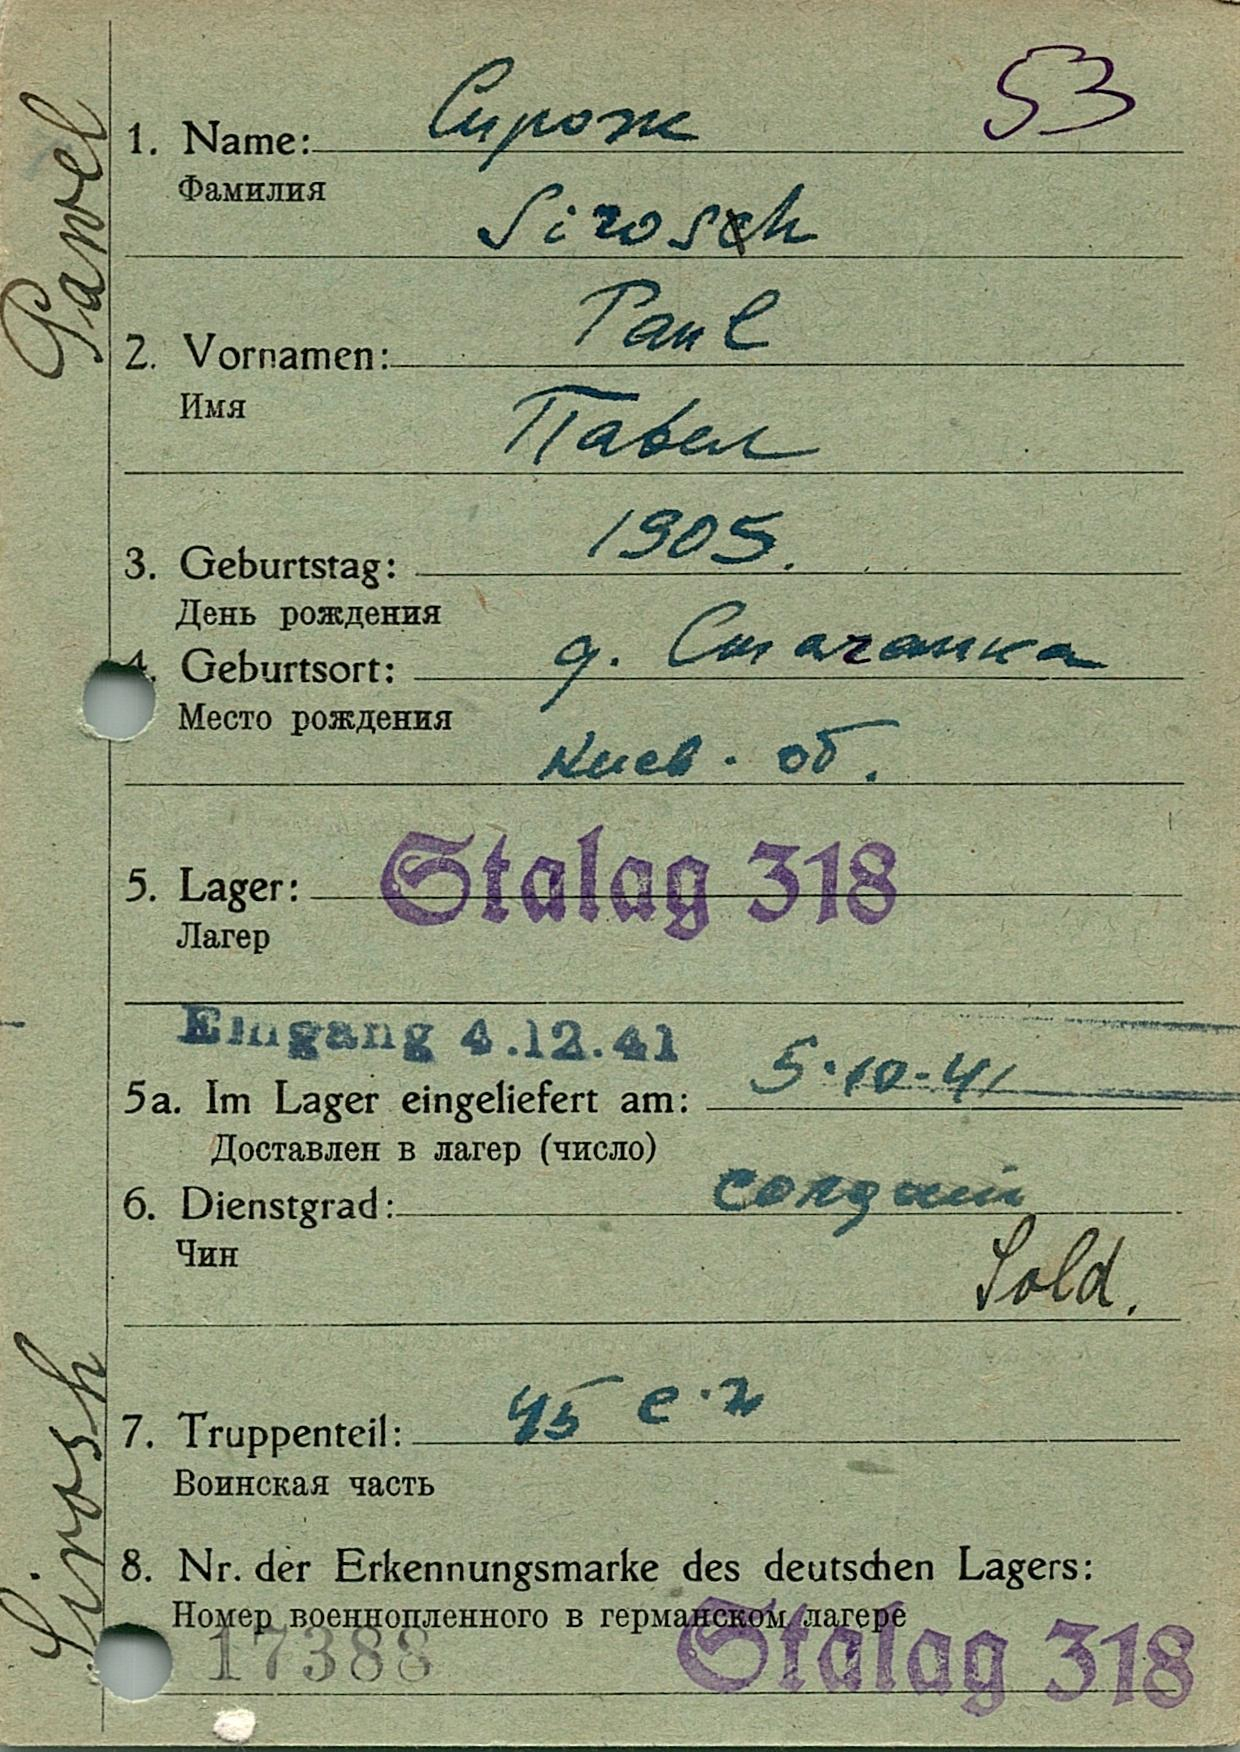 53
1. Name: Сирож
Фамилия
Sirosch
Paul
2. Vornamen:
Имя
Павел
1905.
3. Geburtstag:
День рождения
4. Geburtsort: д.
Место рождения
Киев. об.
5. Lager: Stalag 318
Лагер
Eingang 4.12.41
5a. Im Lager eingeliefert am: 5.10.41
Доставлен в лагер (число)
6. Dienstgrad: солдат
Чин
Sold.
7. Truppenteil: 45 с.п
Воинская часть
8. Nr. der Erkennungsmarke des deutschen Lagers:
Номер военнопленного в германском лагере
17388 Stalag 318
Sirosh Pawel